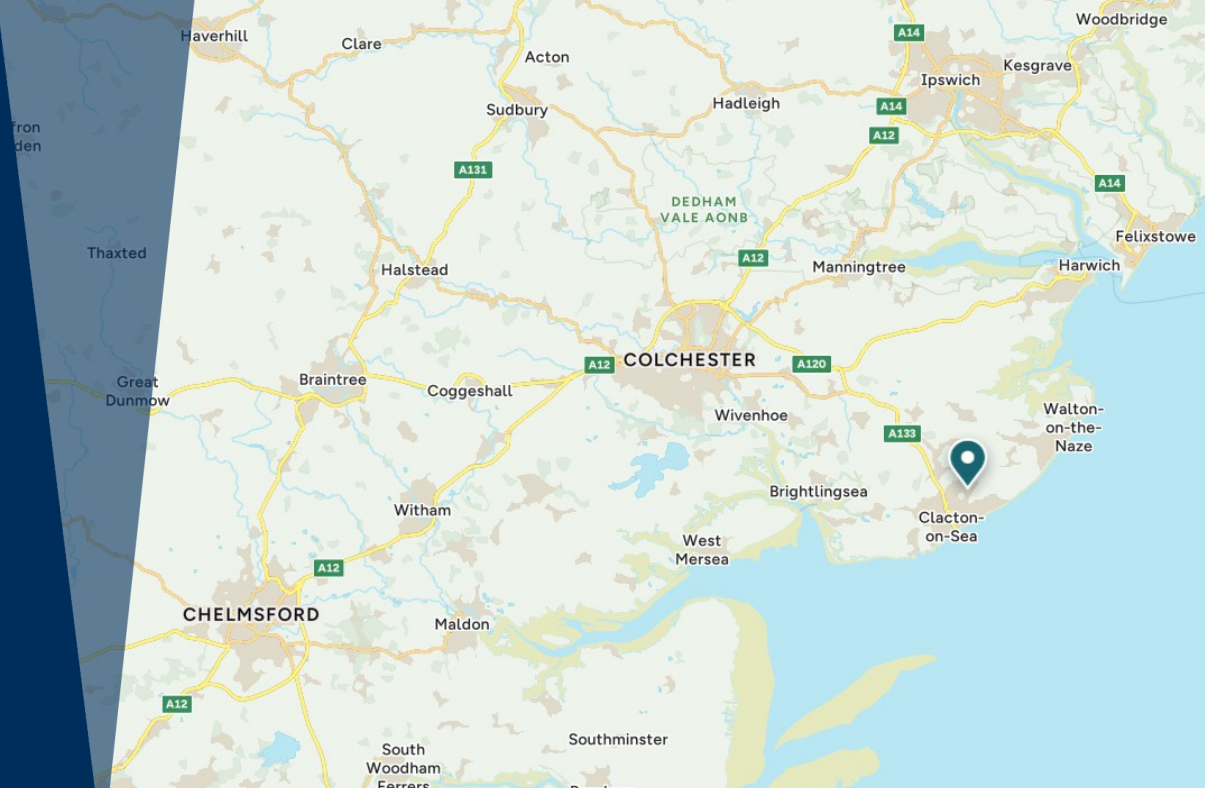 Woodbridge
Haverhill
Clare
A14
Acton
Kesgrave
Ipswich
Sudbury
Hadleigh
A14
A12
A131
A14
DEDHAM
VALE AONB
Felixstowe
Thaxted
A12
Manningtree
Harwich
Halstead
A12
COLCHESTER
A120
Great
Dunmow
Braintree
Coggeshall
Wivenhoe
Walton-
on-the-
Naze
A133
Brightlingsea
Witham
Clacton-
on-Sea
West
Mersea
A12
CHELMSFORD
Maldon
A12
Southminster
South
Woodham
Ferrers